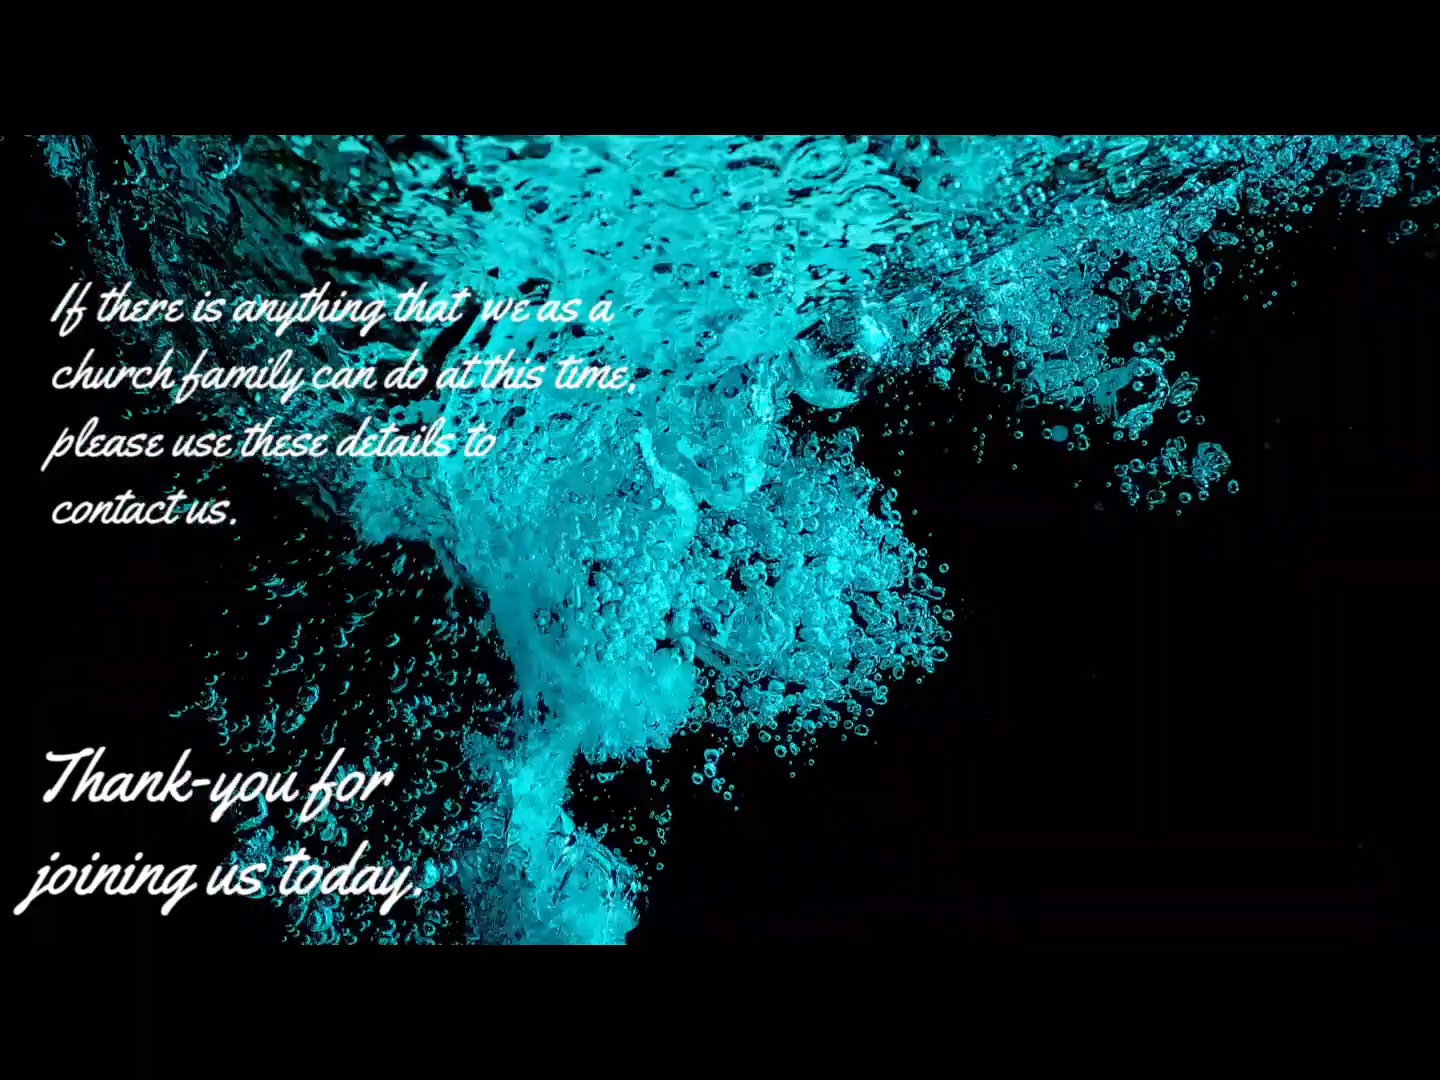 If there is anything that we as a
church family can do at this time,
please use these details to
contact us.
Thank-you for
joining us today.